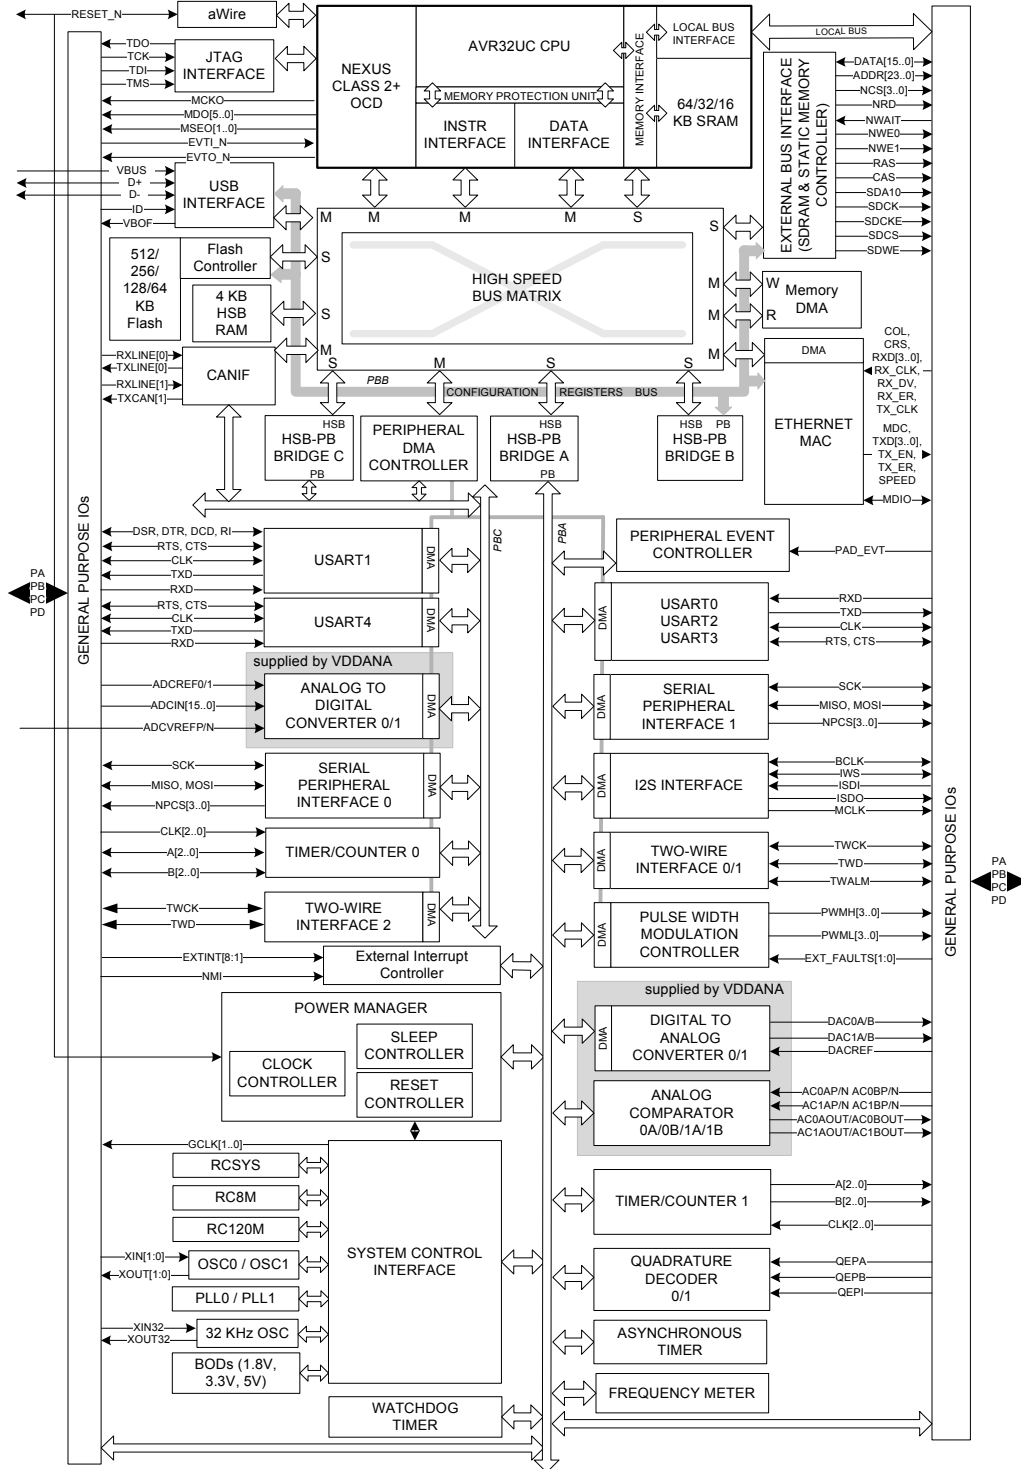 RESET_N
aWire
TDO
TCK
TDI
TMS
JTAG
INTERFACE
MCKO
MDO[5..0]
MSEO[1..0]
EVTI_N
EVTO_N
VBUS
D+
D-
ID
VBOF
USB
INTERFACE
NEXUS
CLASS 2+
OCD
AVR32UC CPU
MEMORY PROTECTION UNIT
INSTR
INTERFACE
DATA
INTERFACE
MEMORY INTERFACE
LOCAL BUS
INTERFACE
64/32/16
KB SRAM
LOCAL BUS
EXTERNAL BUS INTERFACE
(SDRAM & STATIC MEMORY
CONTROLLER)
DATA[15..0]
ADDR[23..0]
NCS[3..0]
NRD
NWAIT
NWE0
NWE1
RAS
CAS
SDA10
SDCK
SDCKE
SDCS
SDWE
M
M
M
M
S
S
512/
256/
128/64
KB
Flash
Flash
Controller
4 KB
HSB
RAM
S
S
HIGH SPEED
BUS MATRIX
M
M
M
W
R
Memory
DMA
RXLINE[0]
TXLINE[0]
RXLINE[1]
TXCAN[1]
CANIF
M
S
M
S
S
PBB
CONFIGURATION REGISTERS BUS
DMA
ETHERNET
MAC
COL,
CRS,
RXD[3..0],
RX_CLK,
RX_DV,
RX_ER,
TX_CLK
MDC,
TXD[3..0],
TX_EN,
TX_ER,
SPEED
MDIO
HSB
HSB-PB
BRIDGE C
PB
PERIPHERAL
DMA
CONTROLLER
HSB
HSB-PB
BRIDGE A
PB
HSB PB
HSB-PB
BRIDGE B
GENERAL PURPOSE IOs
PA
PB
PC
PD
DSR, DTR, DCD, RI
RTS, CTS
CLK
TXD
RXD
USART1
DMA
RTS, CTS
CLK
TXD
RXD
USART4
DMA
supplied by VDDANA
ADCREF0/1
ADCIN[15..0]
ADCVREFP/N
ANALOG TO
DIGITAL
CONVERTER 0/1
DMA
SCK
MISO, MOSI
NPCS[3..0]
SERIAL
PERIPHERAL
INTERFACE 0
DMA
CLK[2..0]
A[2..0]
B[2..0]
TIMER/COUNTER 0
TWCK
TWD
TWO-WIRE
INTERFACE 2
DMA
EXTINT[8:1]
NMI
External Interrupt
Controller
POWER MANAGER
CLOCK
CONTROLLER
SLEEP
CONTROLLER
RESET
CONTROLLER
GCLK[1..0]
RCSYS
RC8M
RC120M
XIN[1:0]
XOUT[1:0]
OSC0 / OSC1
PLL0 / PLL1
XIN32
XOUT32
32 KHz OSC
BODs (1.8V,
3.3V, 5V)
SYSTEM CONTROL
INTERFACE
WATCHDOG
TIMER
PBC
PBA
PERIPHERAL EVENT
CONTROLLER
PAD_EVT
DMA
USART0
USART2
USART3
RXD
TXD
CLK
RTS, CTS
DMA
SERIAL
PERIPHERAL
INTERFACE 1
SCK
MISO, MOSI
NPCS[3..0]
DMA
I2S INTERFACE
BCLK
IWS
ISDI
ISDO
MCLK
DMA
TWO-WIRE
INTERFACE 0/1
TWCK
TWD
TWALM
DMA
PULSE WIDTH
MODULATION
CONTROLLER
PWMH[3..0]
PWML[3..0]
EXT_FAULTS[1:0]
supplied by VDDANA
DMA
DIGITAL TO
ANALOG
CONVERTER 0/1
DAC0A/B
DAC1A/B
DACREF
ANALOG
COMPARATOR
0A/0B/1A/1B
AC0AP/N AC0BP/N
AC1AP/N AC1BP/N
AC0AOUT/AC0BOUT
AC1AOUT/AC1BOUT
TIMER/COUNTER 1
A[2..0]
B[2..0]
CLK[2..0]
QUADRATURE
DECODER
0/1
QEPA
QEPB
QEPI
ASYNCHRONOUS
TIMER
FREQUENCY METER
GENERAL PURPOSE IOs
PA
PB
PC
PD